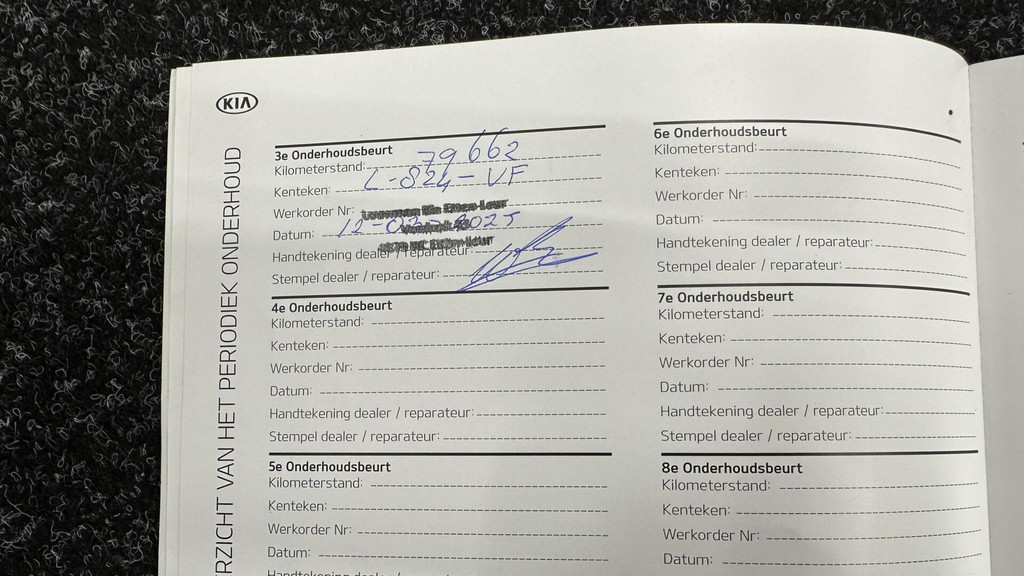 KIA
RZICHT VAN HET PERIODIEK ONDERHOUD
3e Onderhoudsbeurt
Kilometerstand: 79662
Kenteken: L-824-VF
Werkorder Nr:
Datum: 12-03-2025
Handtekening dealer / reparateur:
Stempel dealer / reparateur:
4e Onderhoudsbeurt
Kilometerstand:
Kenteken:
Werkorder Nr:
Datum:
Handtekening dealer / reparateur:
Stempel dealer / reparateur:
5e Onderhoudsbeurt
Kilometerstand:
Kenteken:
Werkorder Nr:
Datum:
6e Onderhoudsbeurt
Kilometerstand:
Kenteken:
Werkorder Nr:
Datum:
Handtekening dealer / reparateur:
Stempel dealer / reparateur:
7e Onderhoudsbeurt
Kilometerstand:
Kenteken:
Werkorder Nr:
Datum:
Handtekening dealer / reparateur:
Stempel dealer / reparateur:
8e Onderhoudsbeurt
Kilometerstand:
Kenteken:
Werkorder Nr:
Datum: